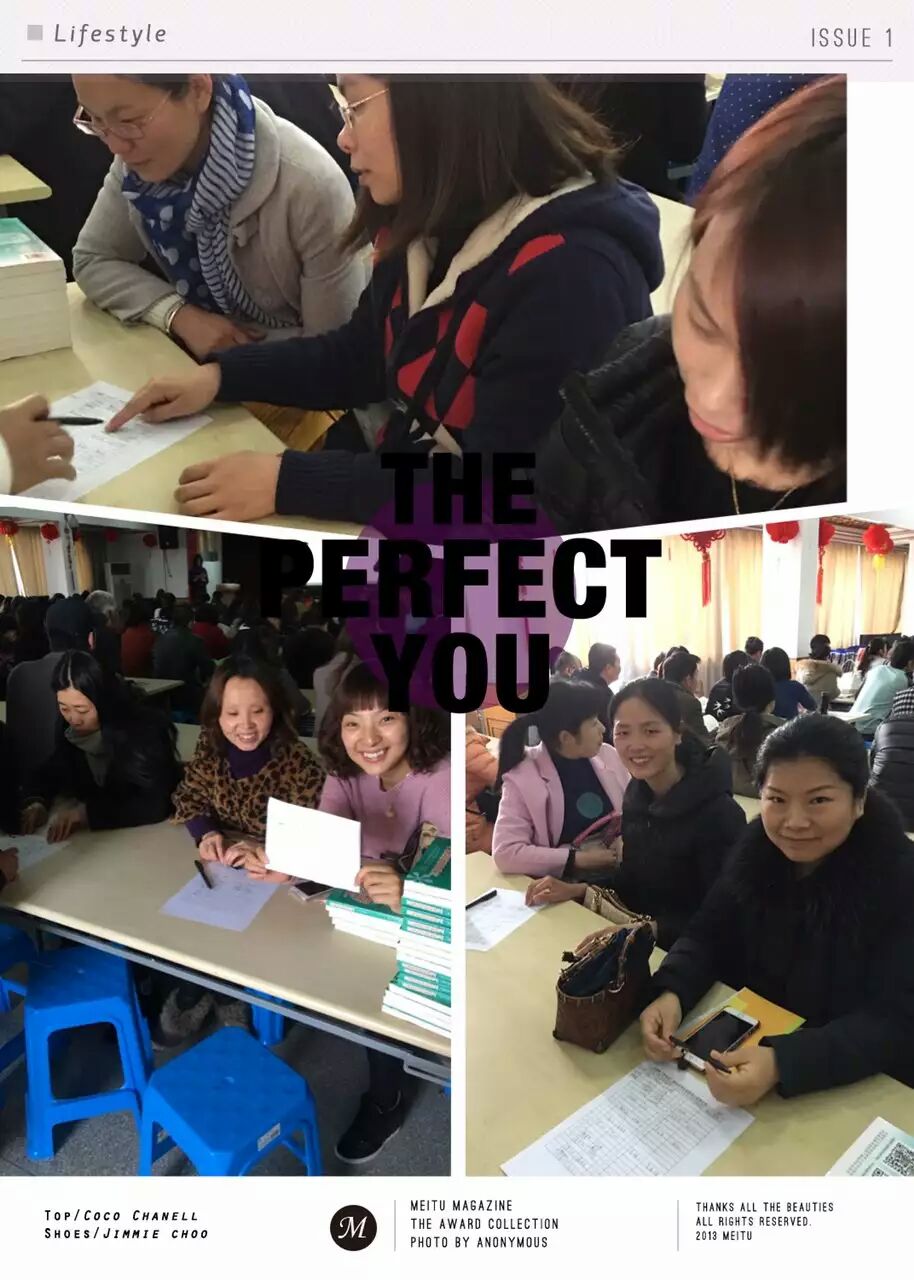 Lifestyle
ISSUE 1
THE
PERFECT
YOU
TOP/COCO CHANELL
SHOES/JIMMIE CHOO
M
MEITU MAGAZINE
THE AWARD COLLECTION
PHOTO BY ANONYMOUS
THANKS ALL THE BEAUTIES
ALL RIGHTS RESERVED.
2013 MEITU